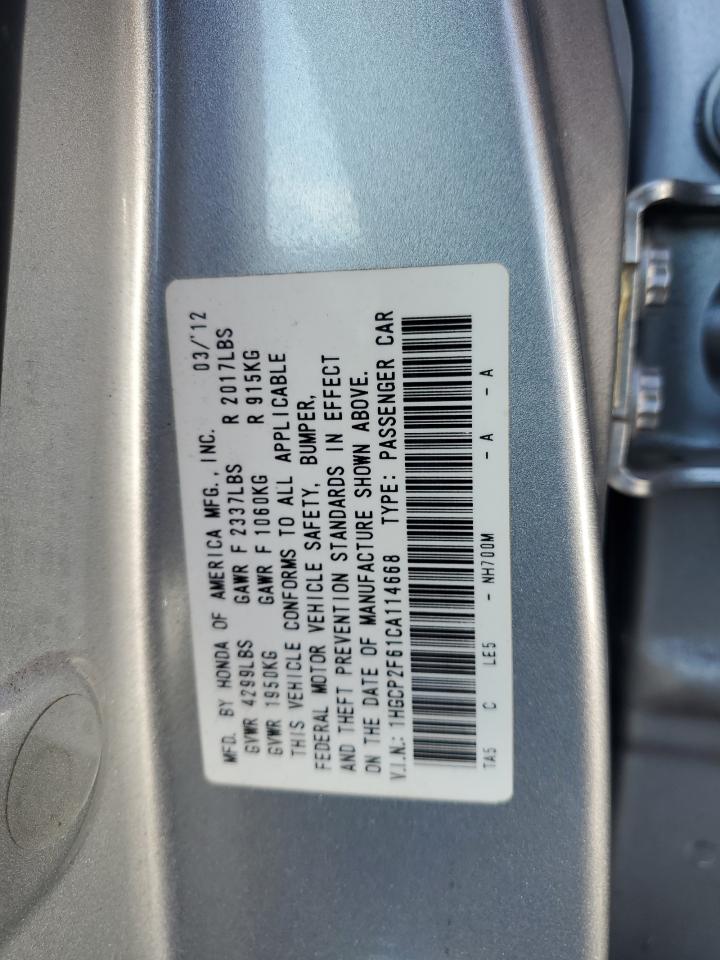 MFD. BY HONDA OF AMERICA MFG., INC. 03/'12
GVWR 4299LBS GAWR F 2337LBS R 2017LBS
GVWR 1950KG GAWR F 1060KG R 915KG
THIS VEHICLE CONFORMS TO ALL APPLICABLE
FEDERAL MOTOR VEHICLE SAFETY, BUMPER,
AND THEFT PREVENTION STANDARDS IN EFFECT
ON THE DATE OF MANUFACTURE SHOWN ABOVE.
V.I.N.: 1HGCP2F61CA114668 TYPE: PASSENGER CAR
TA5 C LE5 - NH700M - A - A